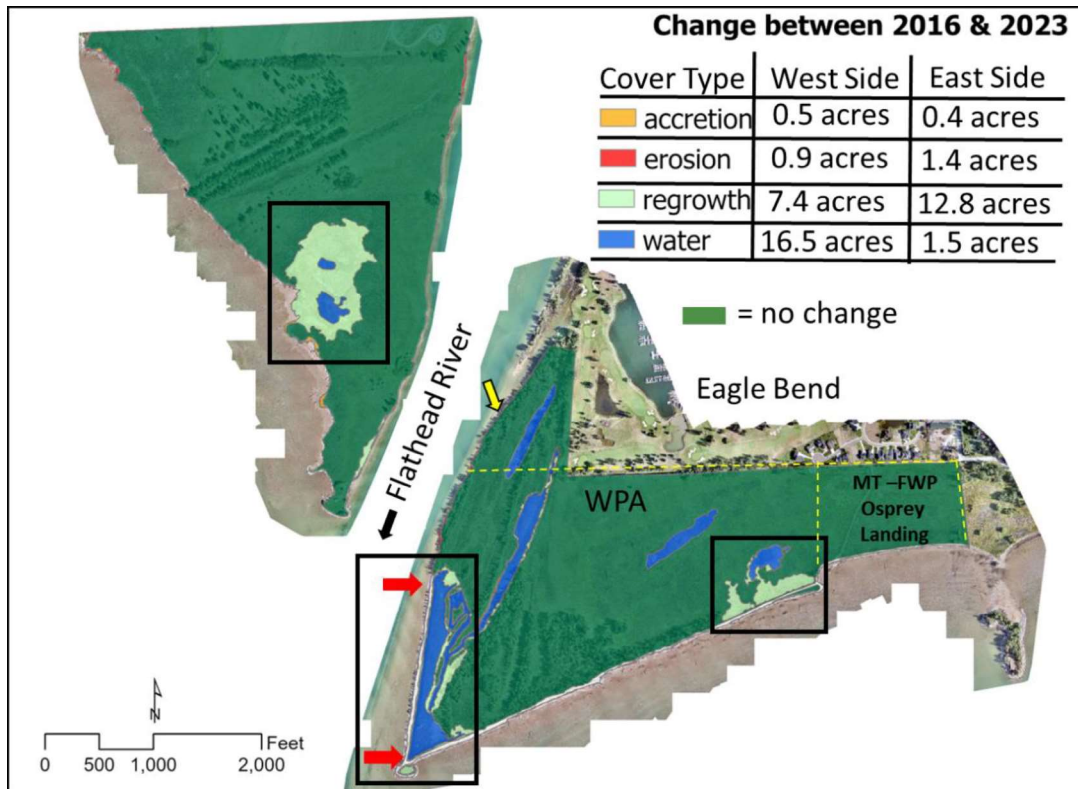 Change between 2016 & 2023
Cover Type West Side East Side
accretion 0.5 acres 0.4 acres
erosion 0.9 acres 1.4 acres
regrowth 7.4 acres 12.8 acres
water 16.5 acres 1.5 acres
= no change
Flathead River
Eagle Bend
WPA
MT –FWP
Osprey
Landing
N
Feet
0 500 1,000 2,000